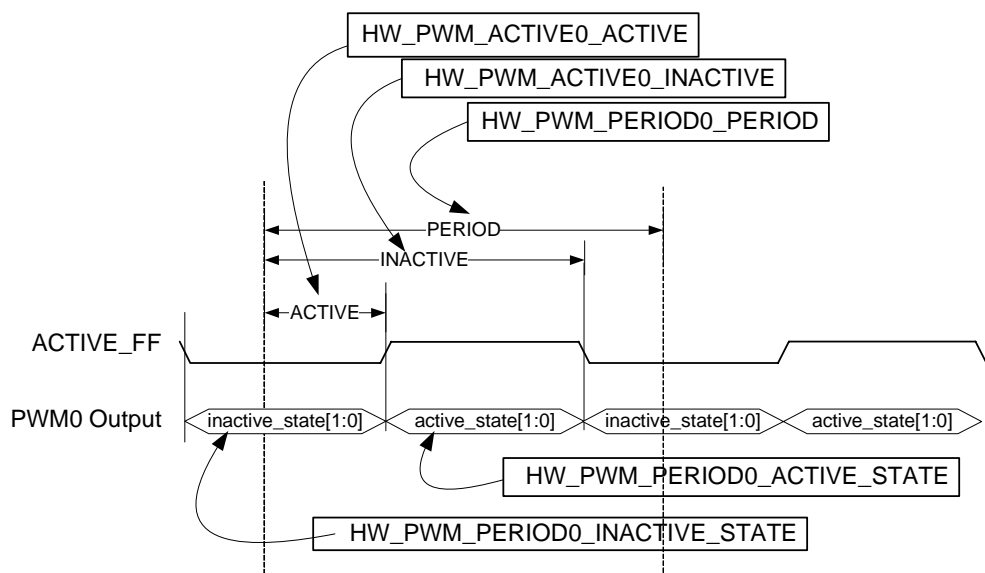 HW_PWM_ACTIVE0_ACTIVE
HW_PWM_ACTIVE0_INACTIVE
HW_PWM_PERIOD0_PERIOD
PERIOD
INACTIVE
ACTIVE
ACTIVE_FF
PWM0 Output
inactive_state[1:0]
active_state[1:0]
inactive_state[1:0]
active_state[1:0]
HW_PWM_PERIOD0_ACTIVE_STATE
HW_PWM_PERIOD0_INACTIVE_STATE